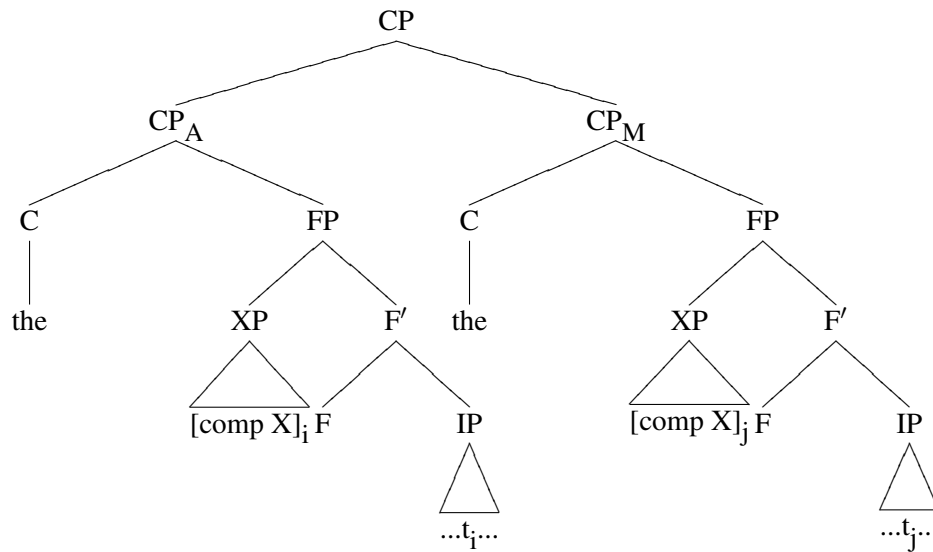 CP
CP_A CP_M
C FP C FP
the XP F′ the XP F′
[comp X]_i F IP [comp X]_j F IP
...t_i... ...t_j...